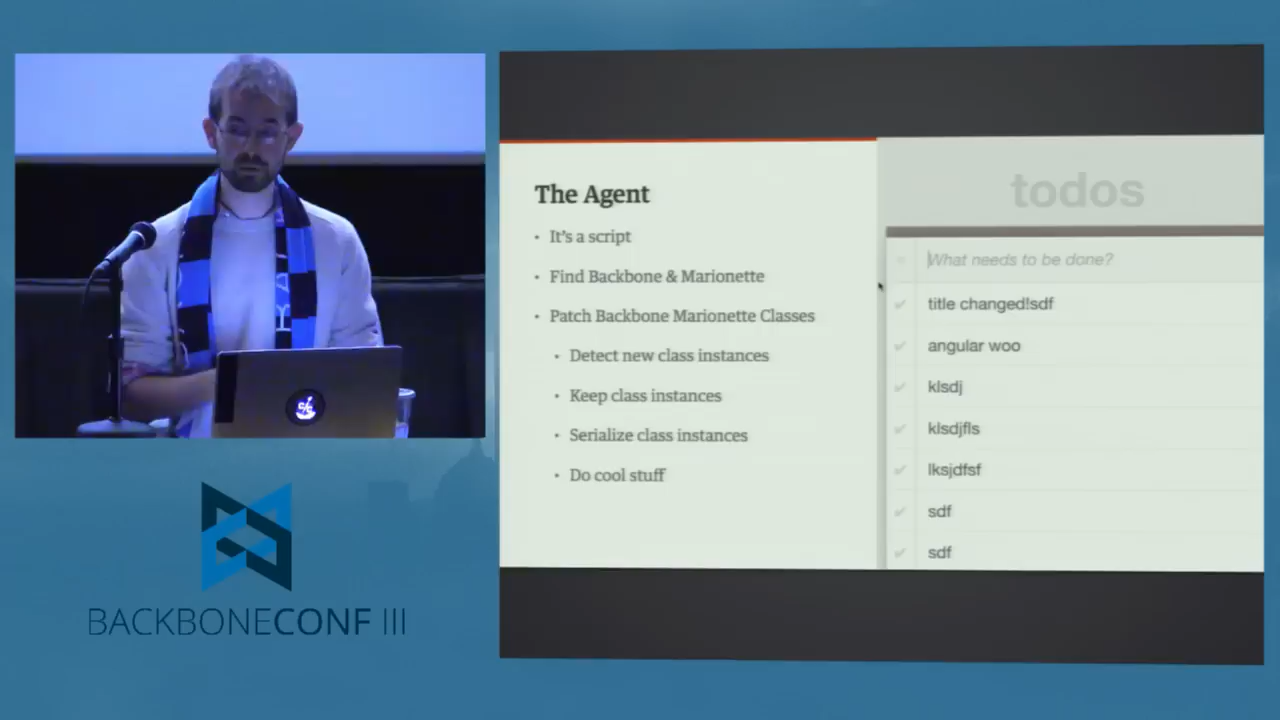 The Agent
• It's a script
• Find Backbone & Marionette
• Patch Backbone Marionette Classes
• Detect new class instances
• Keep class instances
• Serialize class instances
• Do cool stuff
todos
What needs to be done?
title changed!sdf
angular woo
klsdj
klsdjfls
lksjdfsf
sdf
sdf
BACKBONECONF III